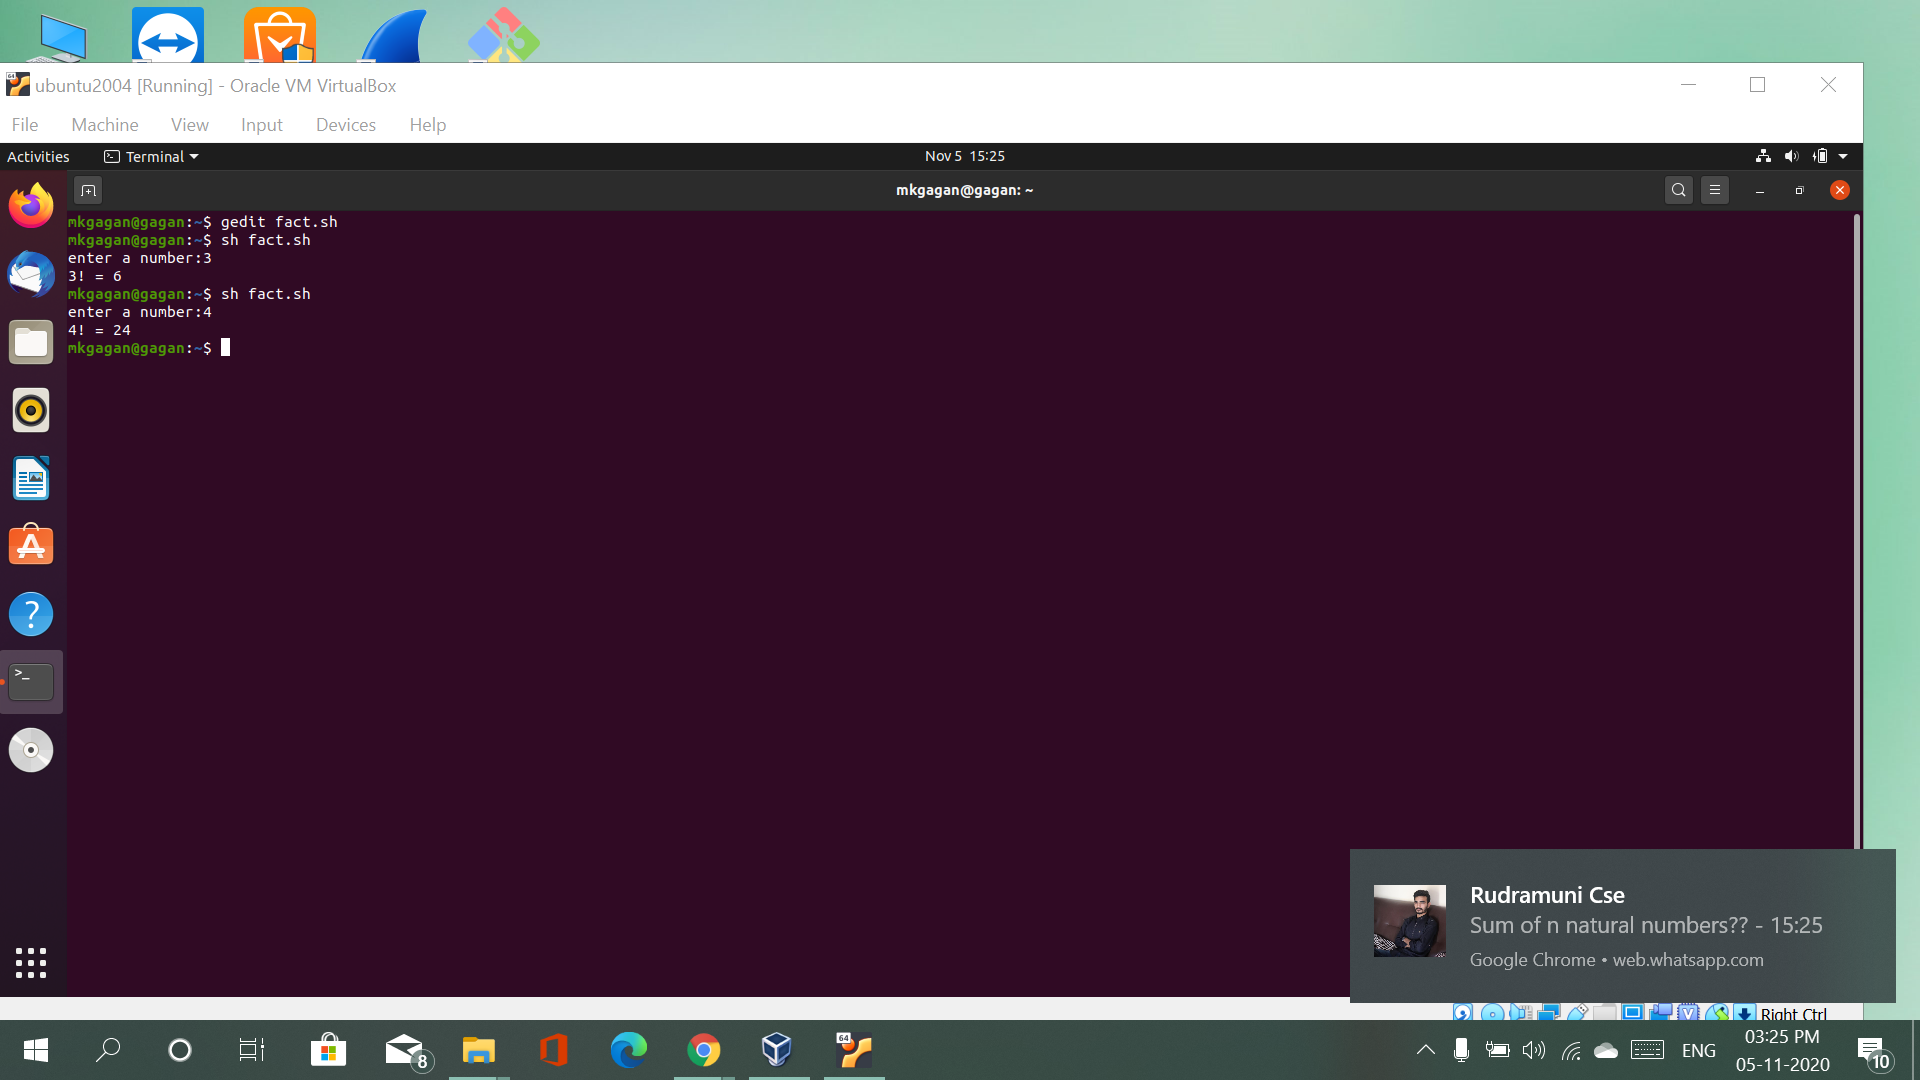 ubuntu2004 [Running] - Oracle VM VirtualBox
File Machine View Input Devices Help
Activities Terminal Nov 5 15:25
mkgagan@gagan: ~
mkgagan@gagan:~$ gedit fact.sh
mkgagan@gagan:~$ sh fact.sh
enter a number:3
3! = 6
mkgagan@gagan:~$ sh fact.sh
enter a number:4
4! = 24
mkgagan@gagan:~$
Rudramuni Cse
Sum of n natural numbers?? - 15:25
Google Chrome • web.whatsapp.com
Right Ctrl
8
64
ENG
03:25 PM
05-11-2020
10